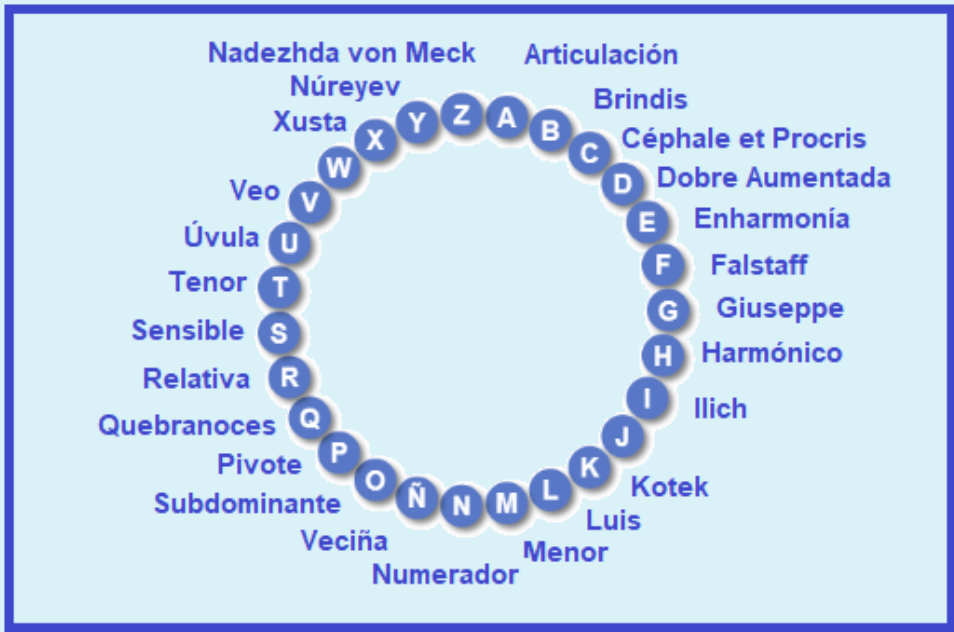 Nadezhda von Meck
Articulación
Núreyev
Brindis
Xusta
Céphale et Procris
Dobre Aumentada
Veo
Enharmonía
Úvula
Falstaff
Tenor
Giuseppe
Sensible
Harmónico
Relativa
Ilich
Quebranoces
Pivote
Kotek
Subdominante
Luis
Veciña
Menor
Numerador
A
B
C
D
E
F
G
H
I
J
K
L
M
N
Ñ
O
P
Q
R
S
T
U
V
W
X
Y
Z